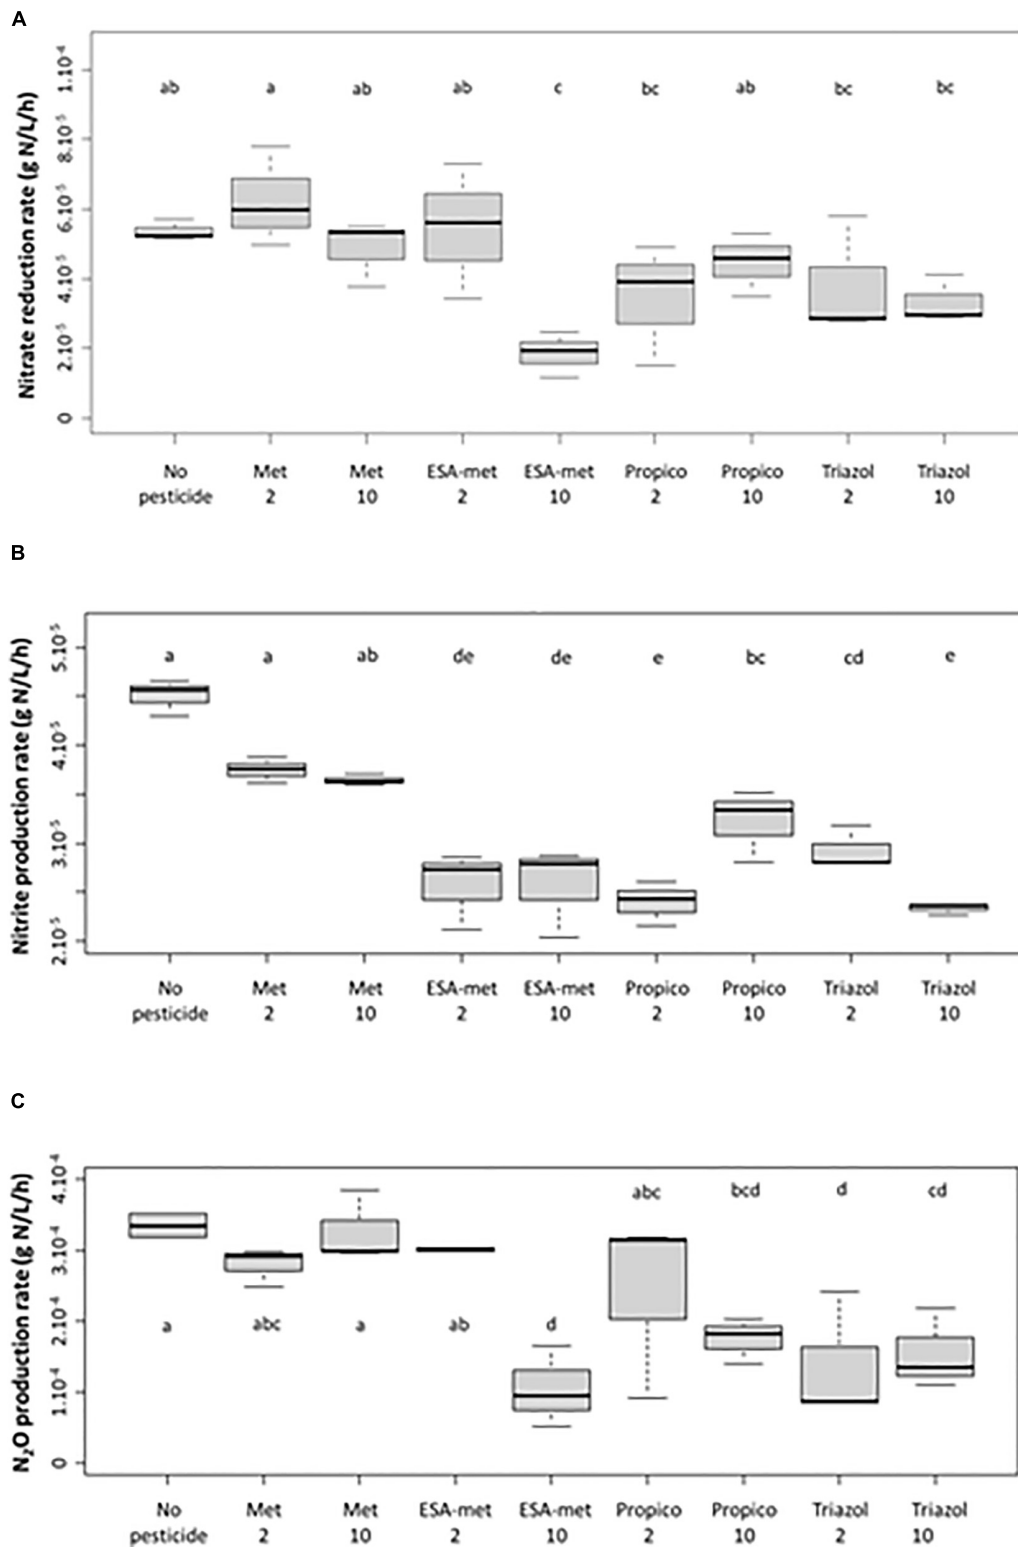 A
Nitrate reduction rate (g N/L/h)
1.10-4
8.10-5
6.10-5
4.10-5
2.10-5
0
ab a ab ab c bc ab bc bc
No Met Met ESA-met ESA-met Propico Propico Triazol Triazol
pesticide 2 10 2 10 2 10 2 10
B
Nitrite production rate (g N/L/h)
5.10-5
4.10-5
3.10-5
2.10-5
a a ab de de e bc cd e
No Met Met ESA-met ESA-met Propico Propico Triazol Triazol
pesticide 2 10 2 10 2 10 2 10
C
N2O production rate (g N/L/h)
4.10-4
3.10-4
2.10-4
1.10-4
0
abc bcd d cd
a abc a ab d
No Met Met ESA-met ESA-met Propico Propico Triazol Triazol
pesticide 2 10 2 10 2 10 2 10